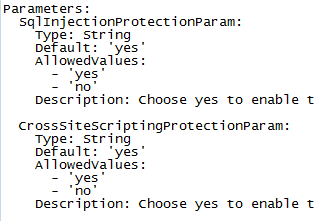 Parameters:
  SqlInjectionProtectionParam:
    Type: String
    Default: 'yes'
    AllowedValues:
      - 'yes'
      - 'no'
    Description: Choose yes to enable t

  CrossSiteScriptingProtectionParam:
    Type: String
    Default: 'yes'
    AllowedValues:
      - 'yes'
      - 'no'
    Description: Choose yes to enable t